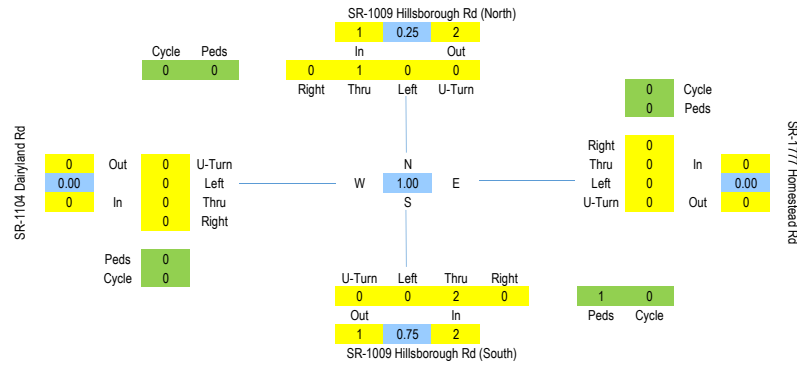 SR-1009 Hillsborough Rd (North)
1 0.25 2
Cycle Peds In Out
0 0 0 1 0 0
Right Thru Left U-Turn
0 Cycle
0 Peds
SR-1104 Dairyland Rd
SR-1777 Homestead Rd
Right 0
0 Out 0 U-Turn N Thru 0 In 0
0.00 0 Left W 1.00 E Left 0 0.00
0 In 0 Thru S U-Turn 0 Out 0
0 Right
Peds 0
Cycle 0
U-Turn Left Thru Right
0 0 2 0 1 0
Out In Peds Cycle
1 0.75 2
SR-1009 Hillsborough Rd (South)